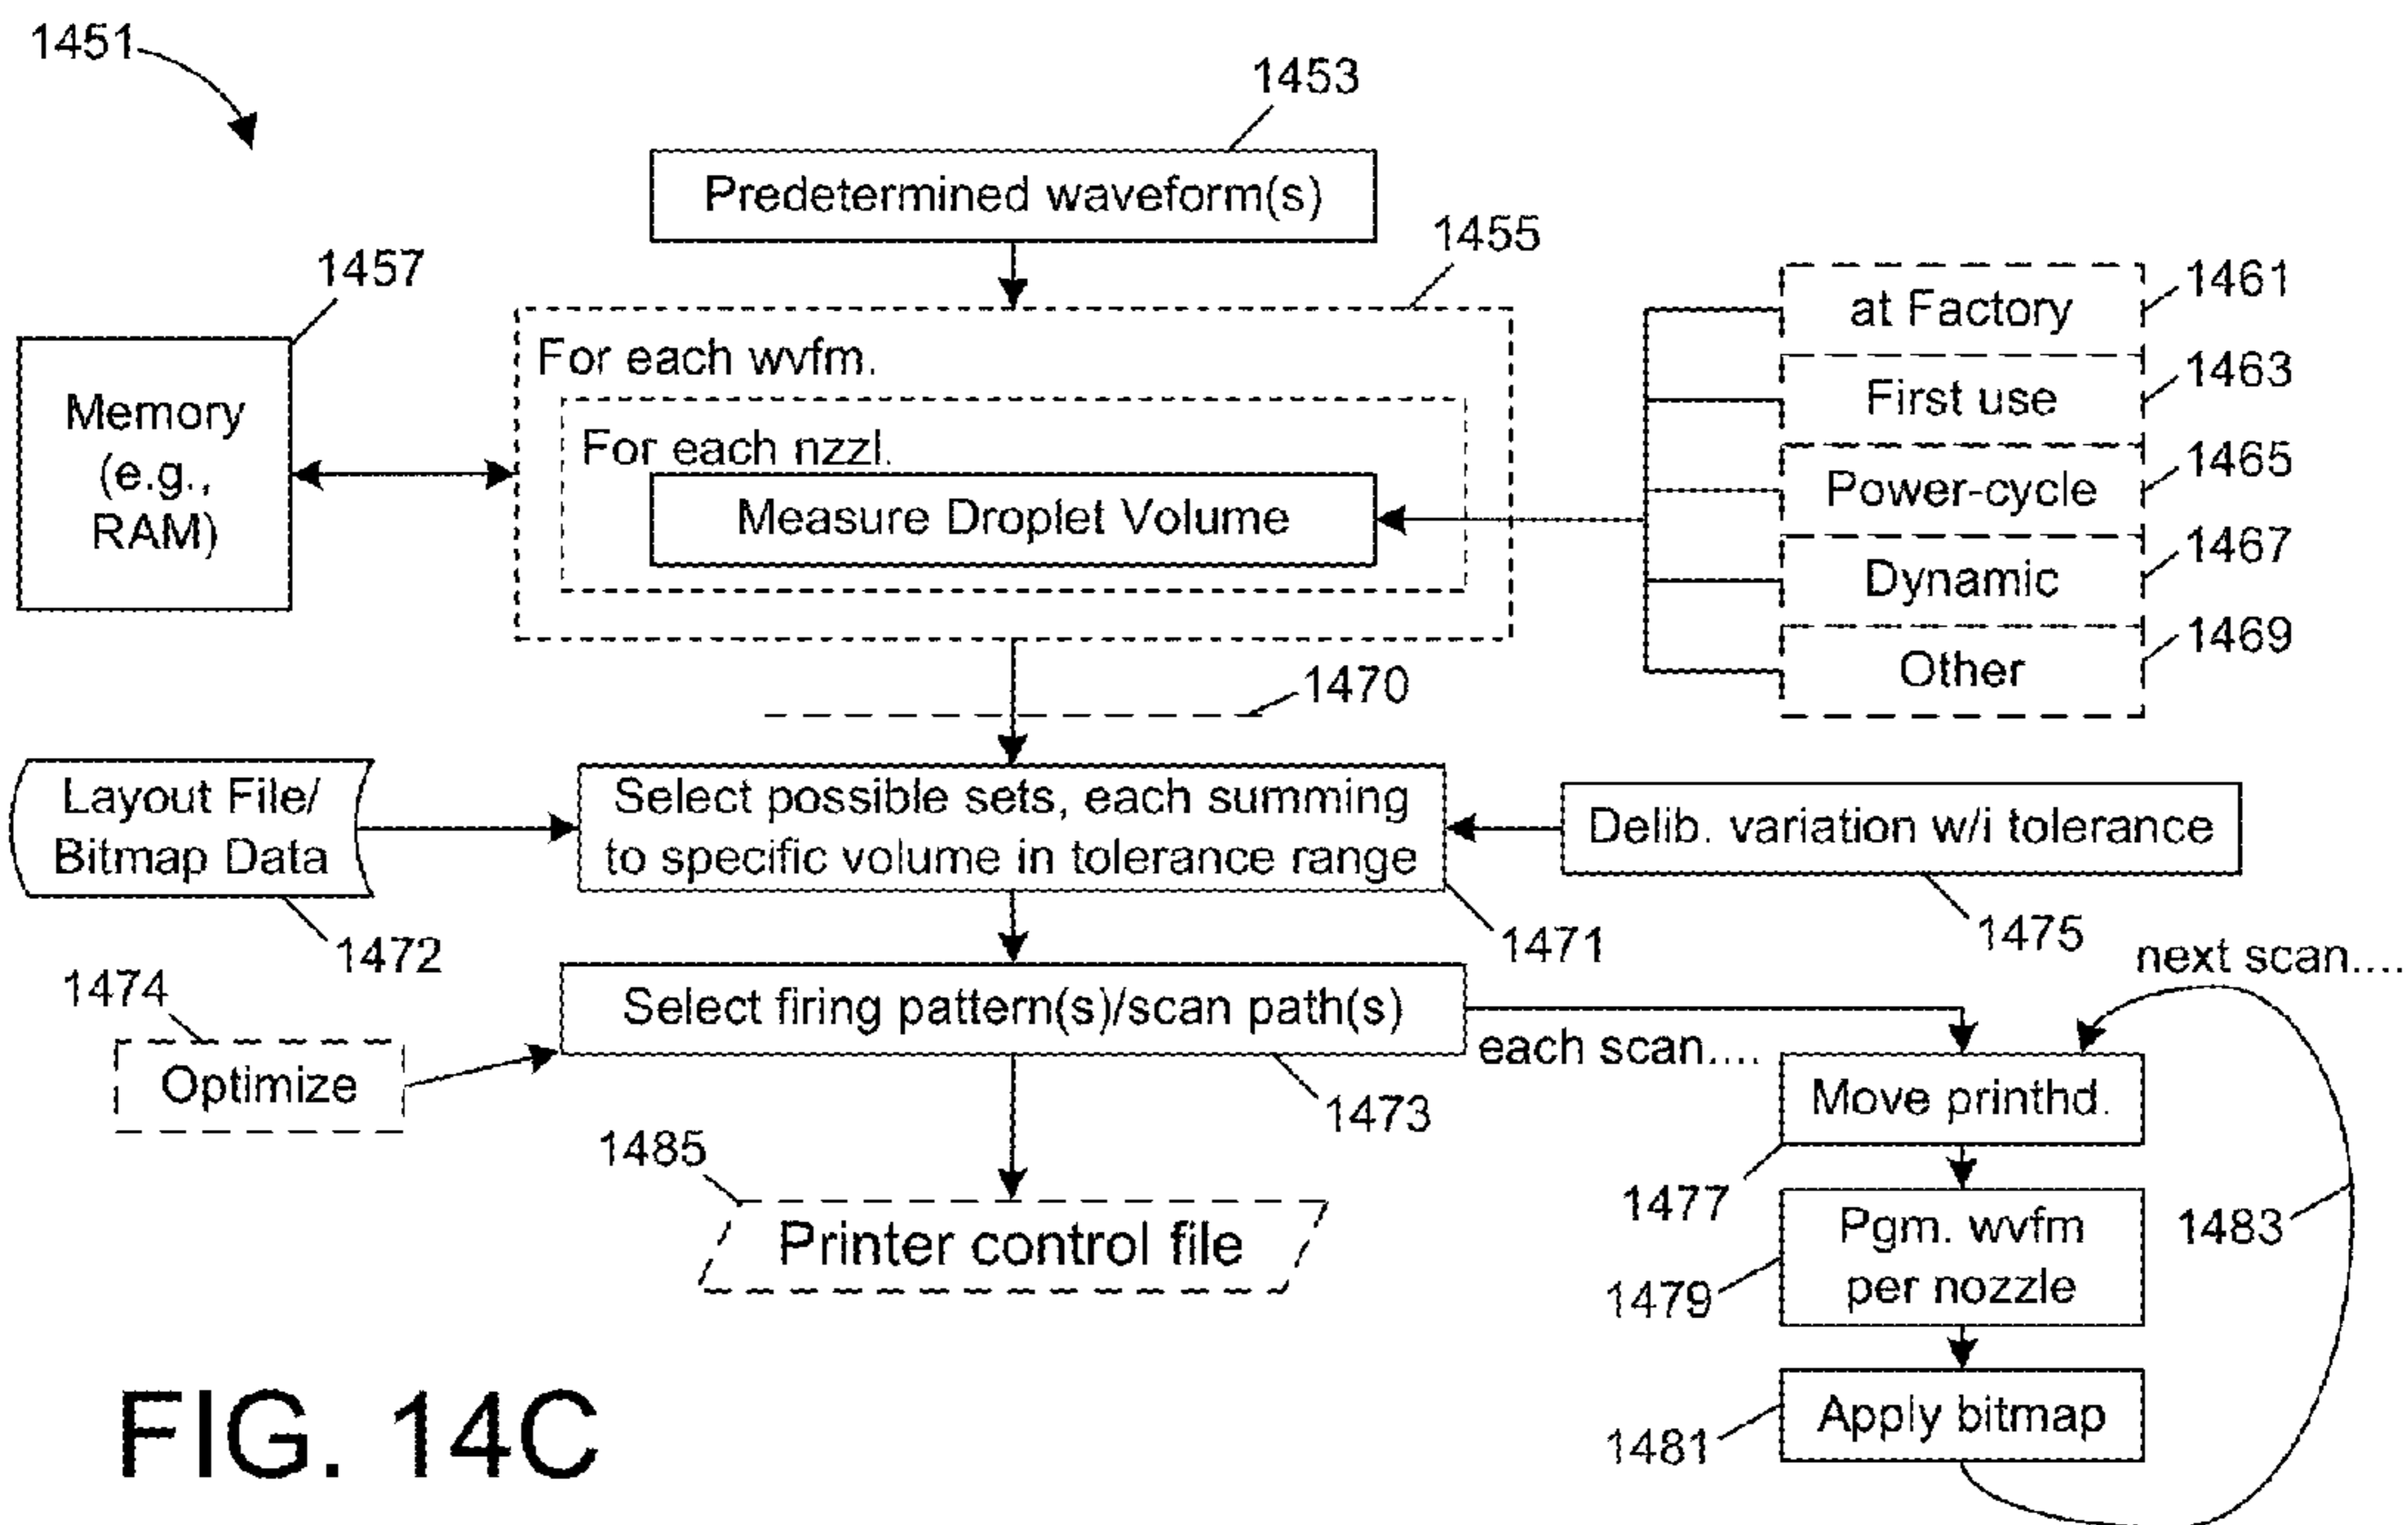 1451
1453
Predetermined waveform(s)
1455
1457
For each wvfm.
For each nzzl.
Measure Droplet Volume
Memory
(e.g.,
RAM)
at Factory
1461
First use
1463
Power-cycle
1465
Dynamic
1467
Other
1469
1470
Layout File/
Bitmap Data
1472
Select possible sets, each summing
to specific volume in tolerance range
1471
Delib. variation w/i tolerance
1475
1474
Optimize
Select firing pattern(s)/scan path(s)
1473
each scan....
next scan....
Move printhd.
1477
Pgm. wvfm
per nozzle
1479
1483
Apply bitmap
1481
1485
Printer control file
FIG. 14C